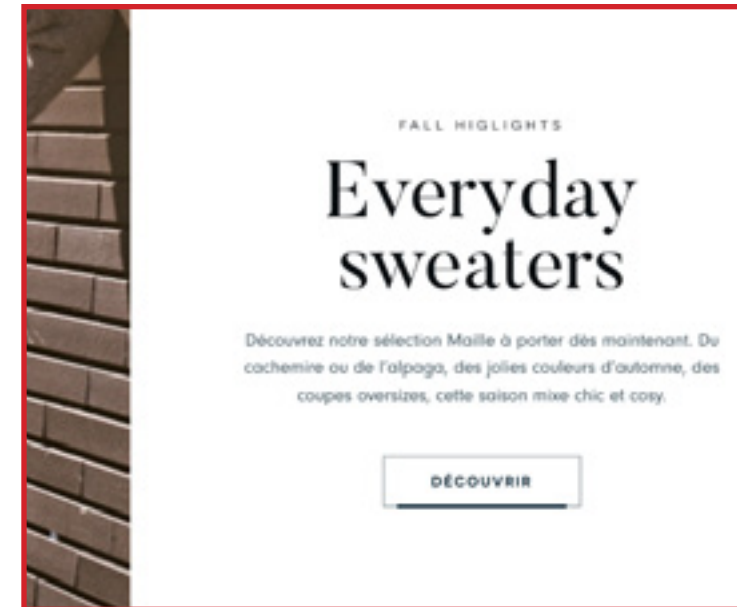 FALL HIGLIGHTS
Everyday
sweaters
Découvrez notre sélection Maille à porter dès maintenant. Du
cachemire ou de l'alpaga, des jolies couleurs d'automne, des
coupes oversizes, cette saison mixe chic et cosy.
DÉCOUVRIR